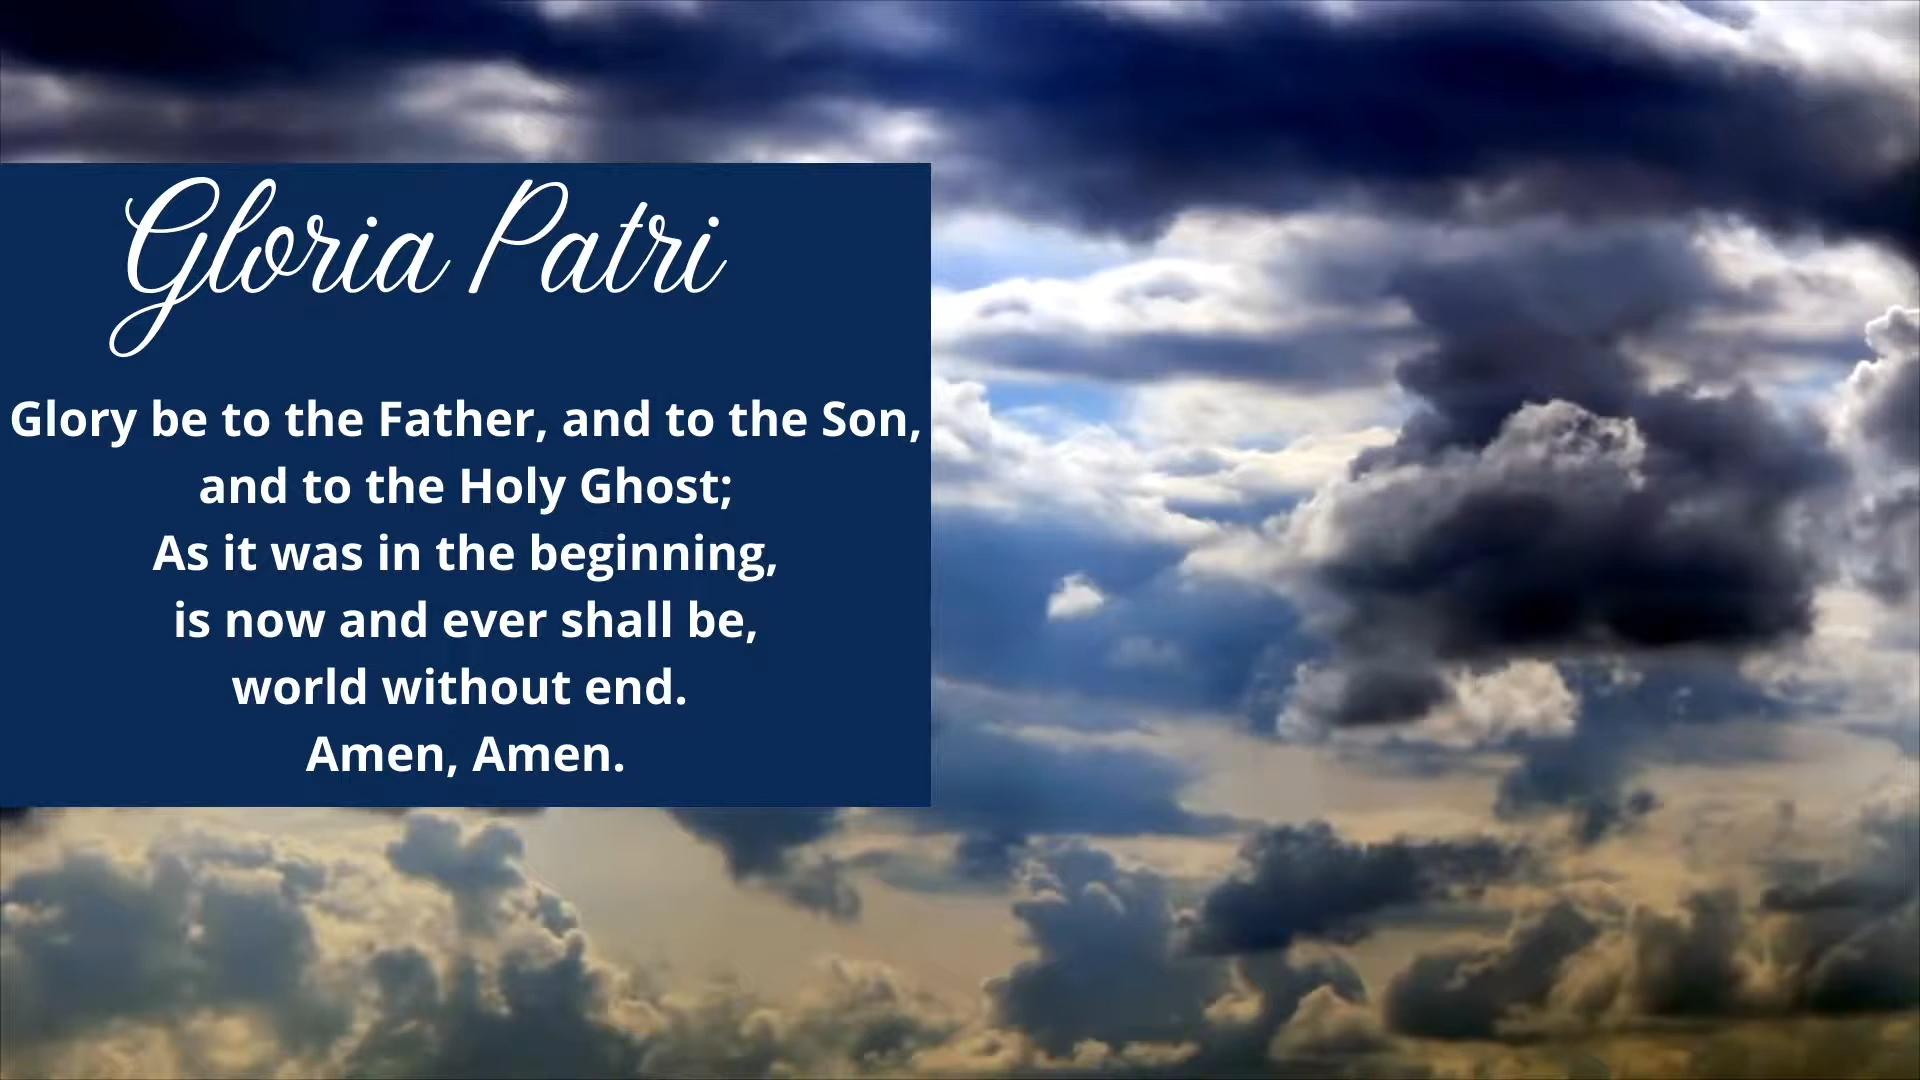 Gloria Patri
Glory be to the Father, and to the Son,
and to the Holy Ghost;
As it was in the beginning,
is now and ever shall be,
world without end.
Amen, Amen.